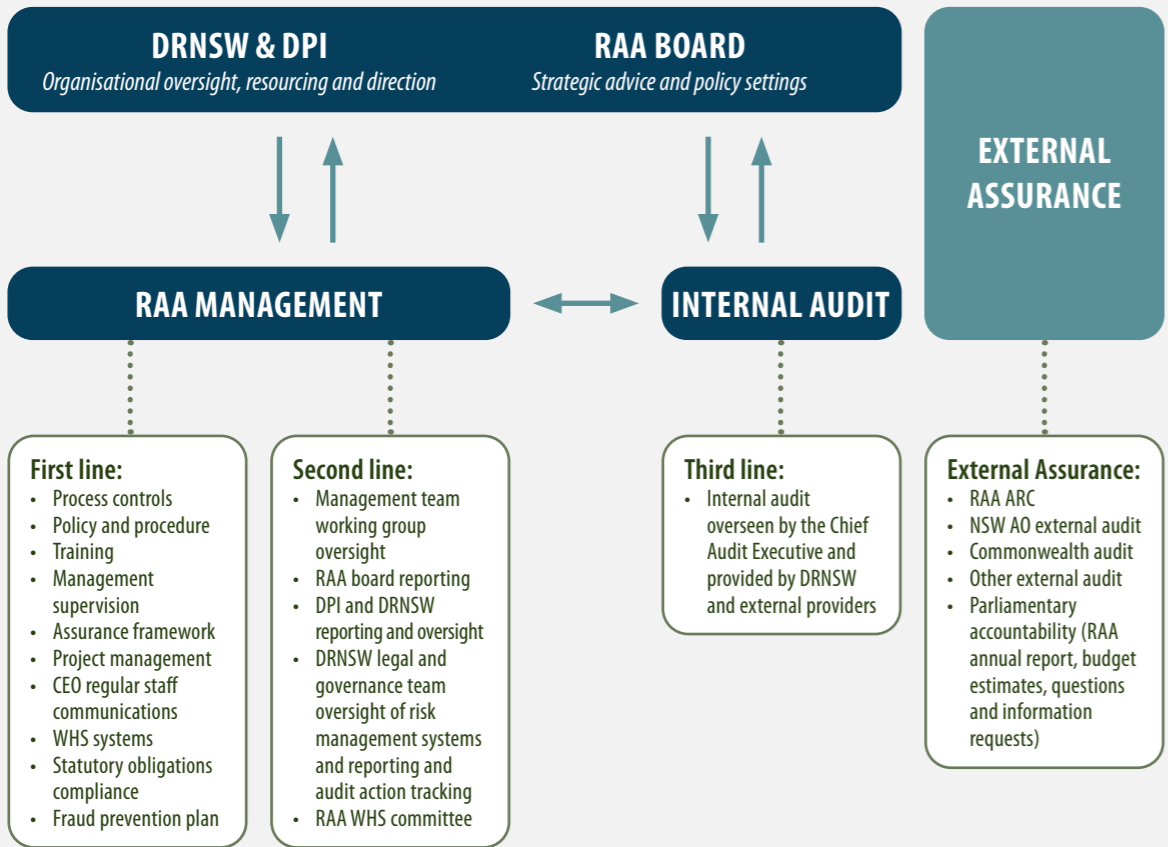 DRNSW & DPI
Organisational oversight, resourcing and direction
RAA BOARD
Strategic advice and policy settings
EXTERNAL
ASSURANCE
RAA MANAGEMENT
INTERNAL AUDIT
First line:
• Process controls
• Policy and procedure
• Training
• Management
supervision
• Assurance framework
• Project management
• CEO regular staff
communications
• WHS systems
• Statutory obligations
compliance
• Fraud prevention plan
Second line:
• Management team
working group
oversight
• RAA board reporting
• DPI and DRNSW
reporting and oversight
• DRNSW legal and
governance team
oversight of risk
management systems
and reporting and
audit action tracking
• RAA WHS committee
Third line:
• Internal audit
overseen by the Chief
Audit Executive and
provided by DRNSW
and external providers
External Assurance:
• RAA ARC
• NSW AO external audit
• Commonwealth audit
• Other external audit
• Parliamentary
accountability (RAA
annual report, budget
estimates, questions
and information
requests)